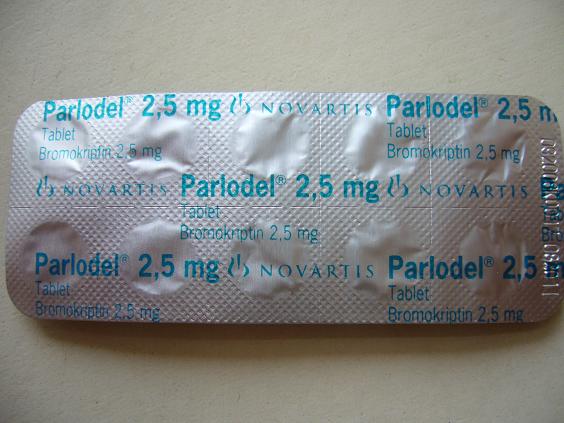 Parlodel® 2,5 mg NOVARTIS Parlodel® 2,5 m
Tablet Tablet
Bromokriptin 2,5 mg Bromokriptin 2,5 mg
NOVARTIS Parlodel® 2,5 mg NOVARTIS
Tablet
Bromokriptin 2,5 mg
Parlodel® 2,5 mg NOVARTIS Parlodel® 2,5 m
Tablet Tablet
Bromokriptin 2,5 mg Bromokriptin 2,5 mg